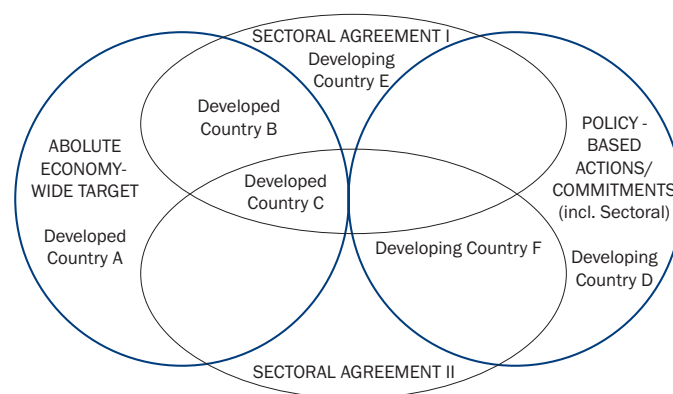 SECTORAL AGREEMENT I
Developing
Country E
Developed
Country B
ABOLUTE
ECONOMY-
WIDE TARGET
POLICY -
BASED
ACTIONS/
COMMITMENTS
(incl. Sectoral)
Developed
Country C
Developed
Country A
Developing Country F
Developing
Country D
SECTORAL AGREEMENT II